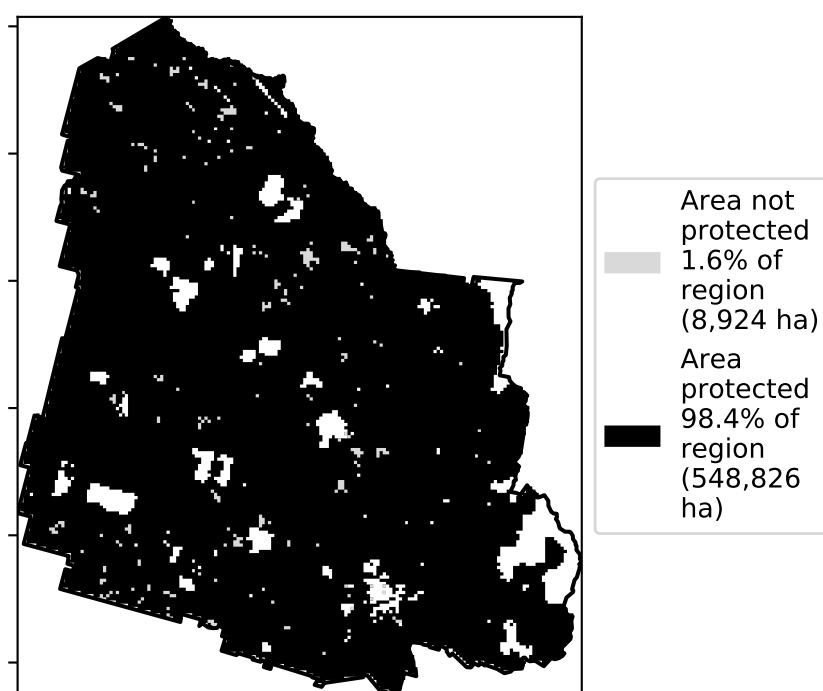 Area not
protected
1.6% of
region
(8,924 ha)
Area
protected
98.4% of
region
(548,826
ha)